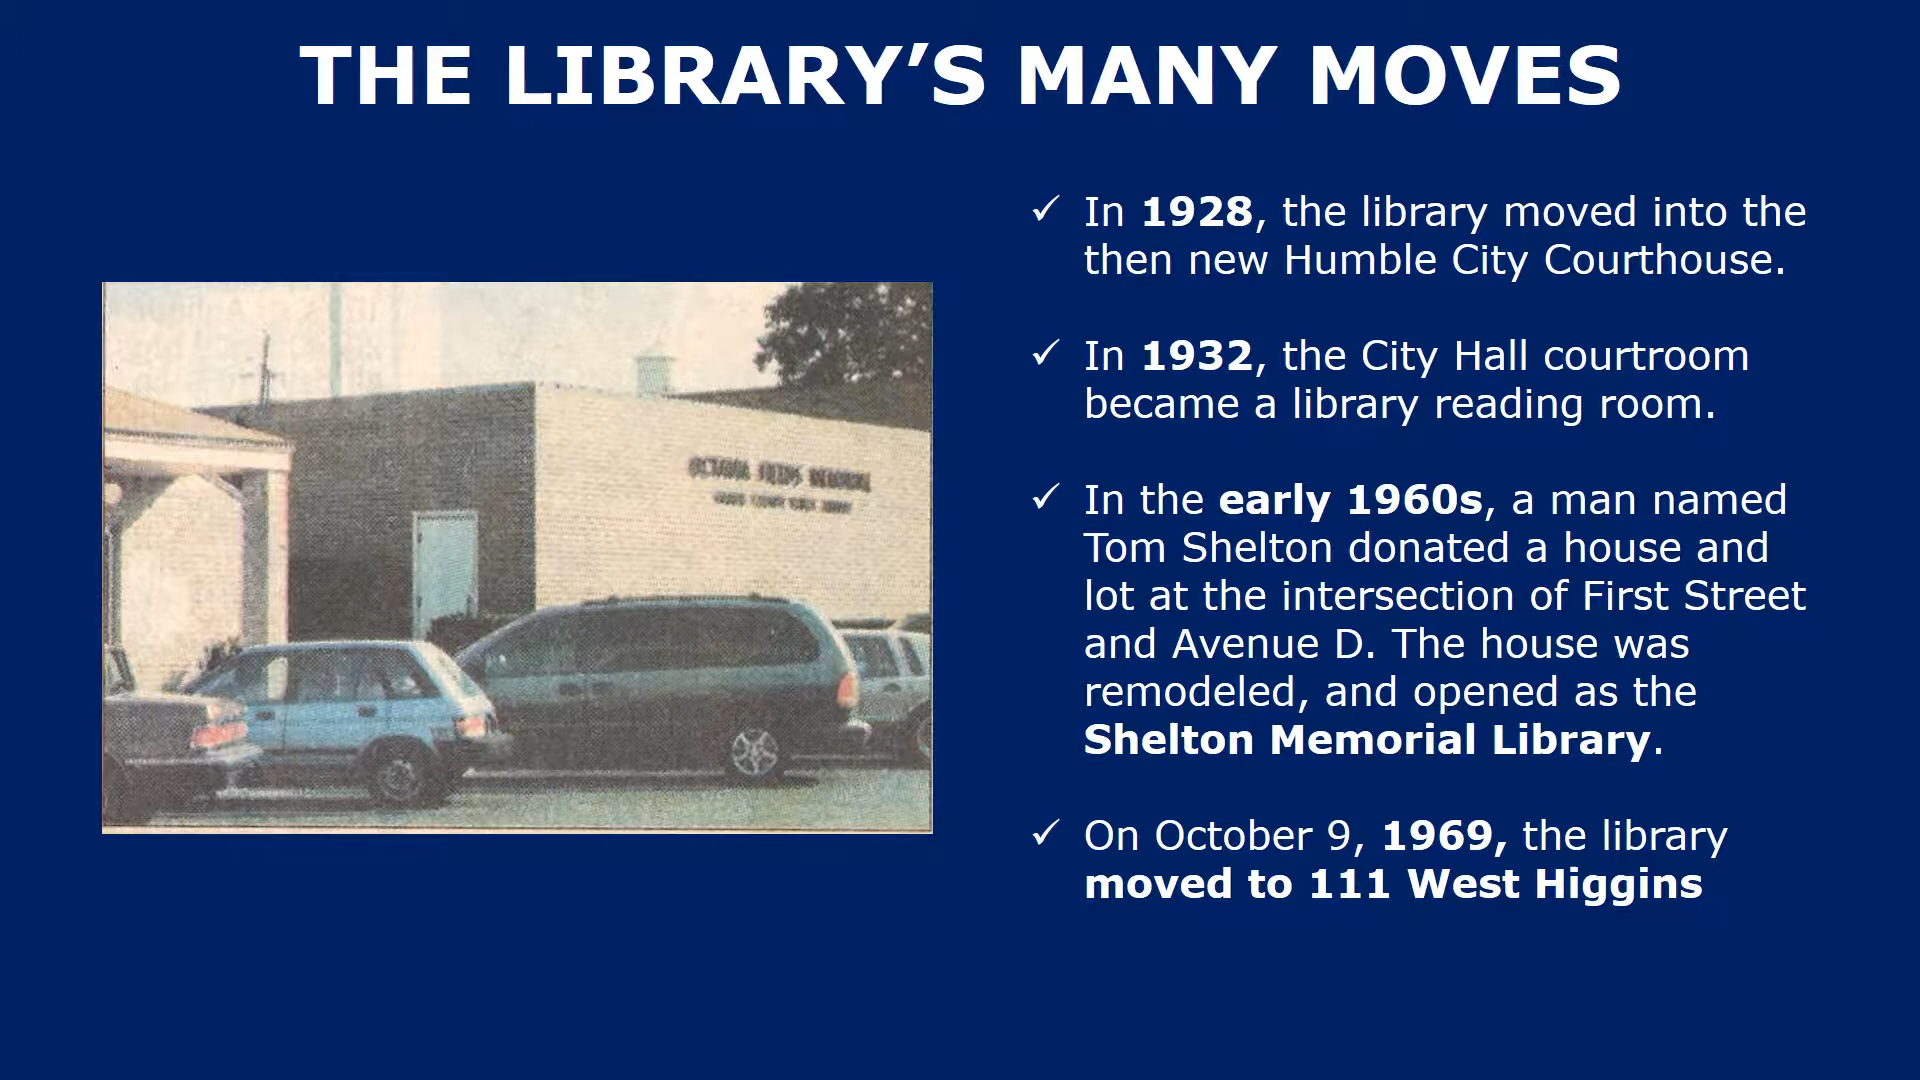 THE LIBRARY’S MANY MOVES
✓ In 1928, the library moved into the
then new Humble City Courthouse.
✓ In 1932, the City Hall courtroom
became a library reading room.
✓ In the early 1960s, a man named
Tom Shelton donated a house and
lot at the intersection of First Street
and Avenue D. The house was
remodeled, and opened as the
Shelton Memorial Library.
✓ On October 9, 1969, the library
moved to 111 West Higgins